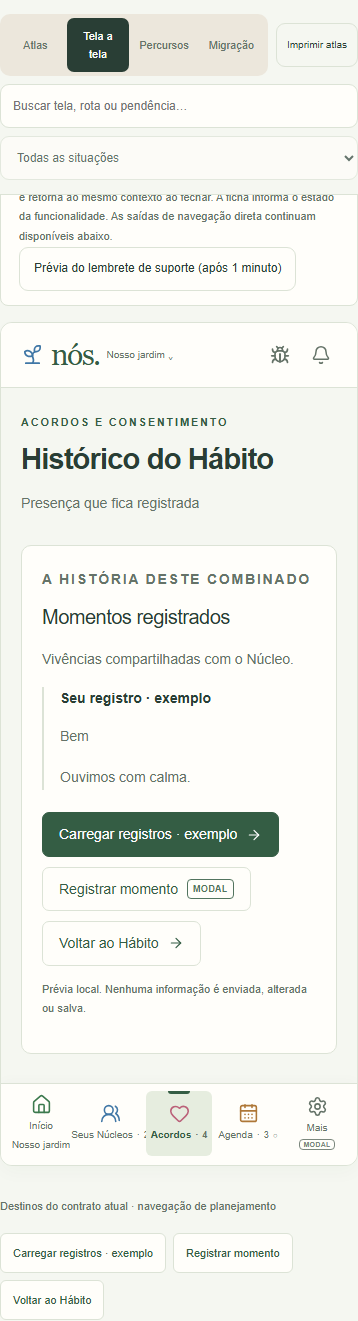 Atlas
Tela a
tela
Percursos
Migração
Imprimir atlas
Buscar tela, rota ou pendência…
Todas as situações
e retorna ao mesmo contexto ao fechar. A ficha informa o estado
da funcionalidade. As saídas de navegação direta continuam
disponíveis abaixo.
Prévia do lembrete de suporte (após 1 minuto)
nós. Nosso jardim
ACORDOS E CONSENTIMENTO
Histórico do Hábito
Presença que fica registrada
A HISTÓRIA DESTE COMBINADO
Momentos registrados
Vivências compartilhadas com o Núcleo.
Seu registro · exemplo
Bem
Ouvimos com calma.
Carregar registros · exemplo →
Registrar momento MODAL
Voltar ao Hábito →
Prévia local. Nenhuma informação é enviada, alterada
ou salva.
Início
Nosso jardim
Seus Núcleos · 2
Acordos · 4
Agenda · 3
Mais
MODAL
Destinos do contrato atual · navegação de planejamento
Carregar registros · exemplo
Registrar momento
Voltar ao Hábito